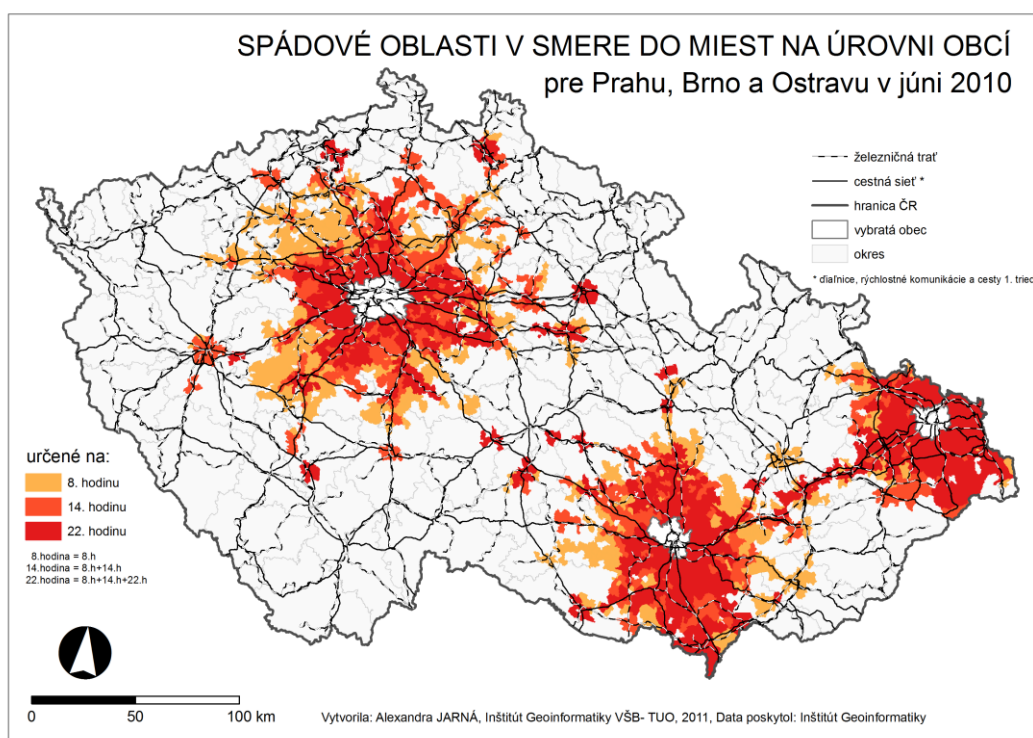 SPÁDOVÉ OBLASTI V SMERE DO MIEST NA ÚROVNI OBCÍ
pre Prahu, Brno a Ostravu v júni 2010
železničná trať
cestná sieť *
hranica ČR
vybratá obec
okres
* diaľnice, rýchlostné komunikácie a cesty 1. tried
určené na:
8. hodinu
14. hodinu
22. hodinu
8.hodina = 8.h
14.hodina = 8.h+14.h
22.hodina = 8.h+14.h+22.h
0 50 100 km
Vytvorila: Alexandra JARNÁ, Inštitút Geoinformatiky VŠB- TUO, 2011, Data poskytol: Inštitút Geoinformatiky